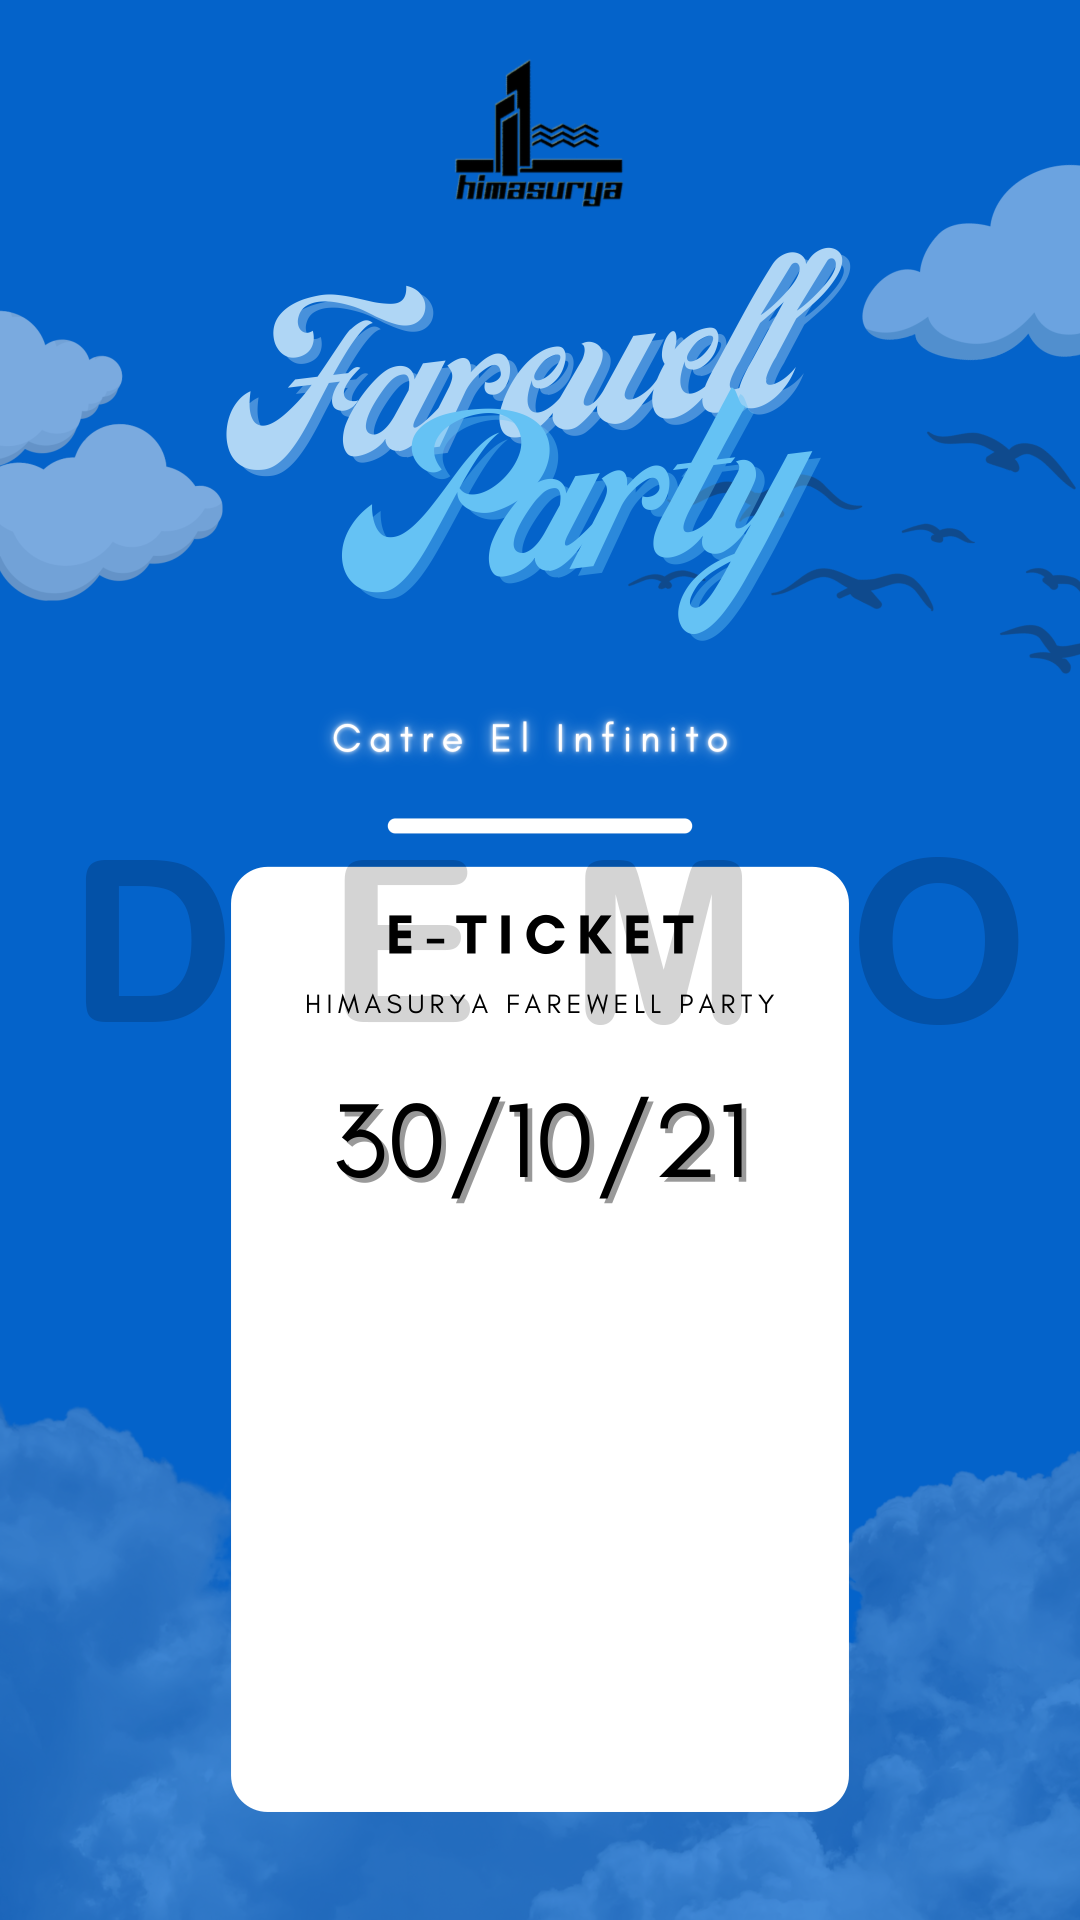 himasurya
Farewell
Party
Catre El Infinito
DEMO
E-TICKET
HIMASURYA FAREWELL PARTY
30/10/21